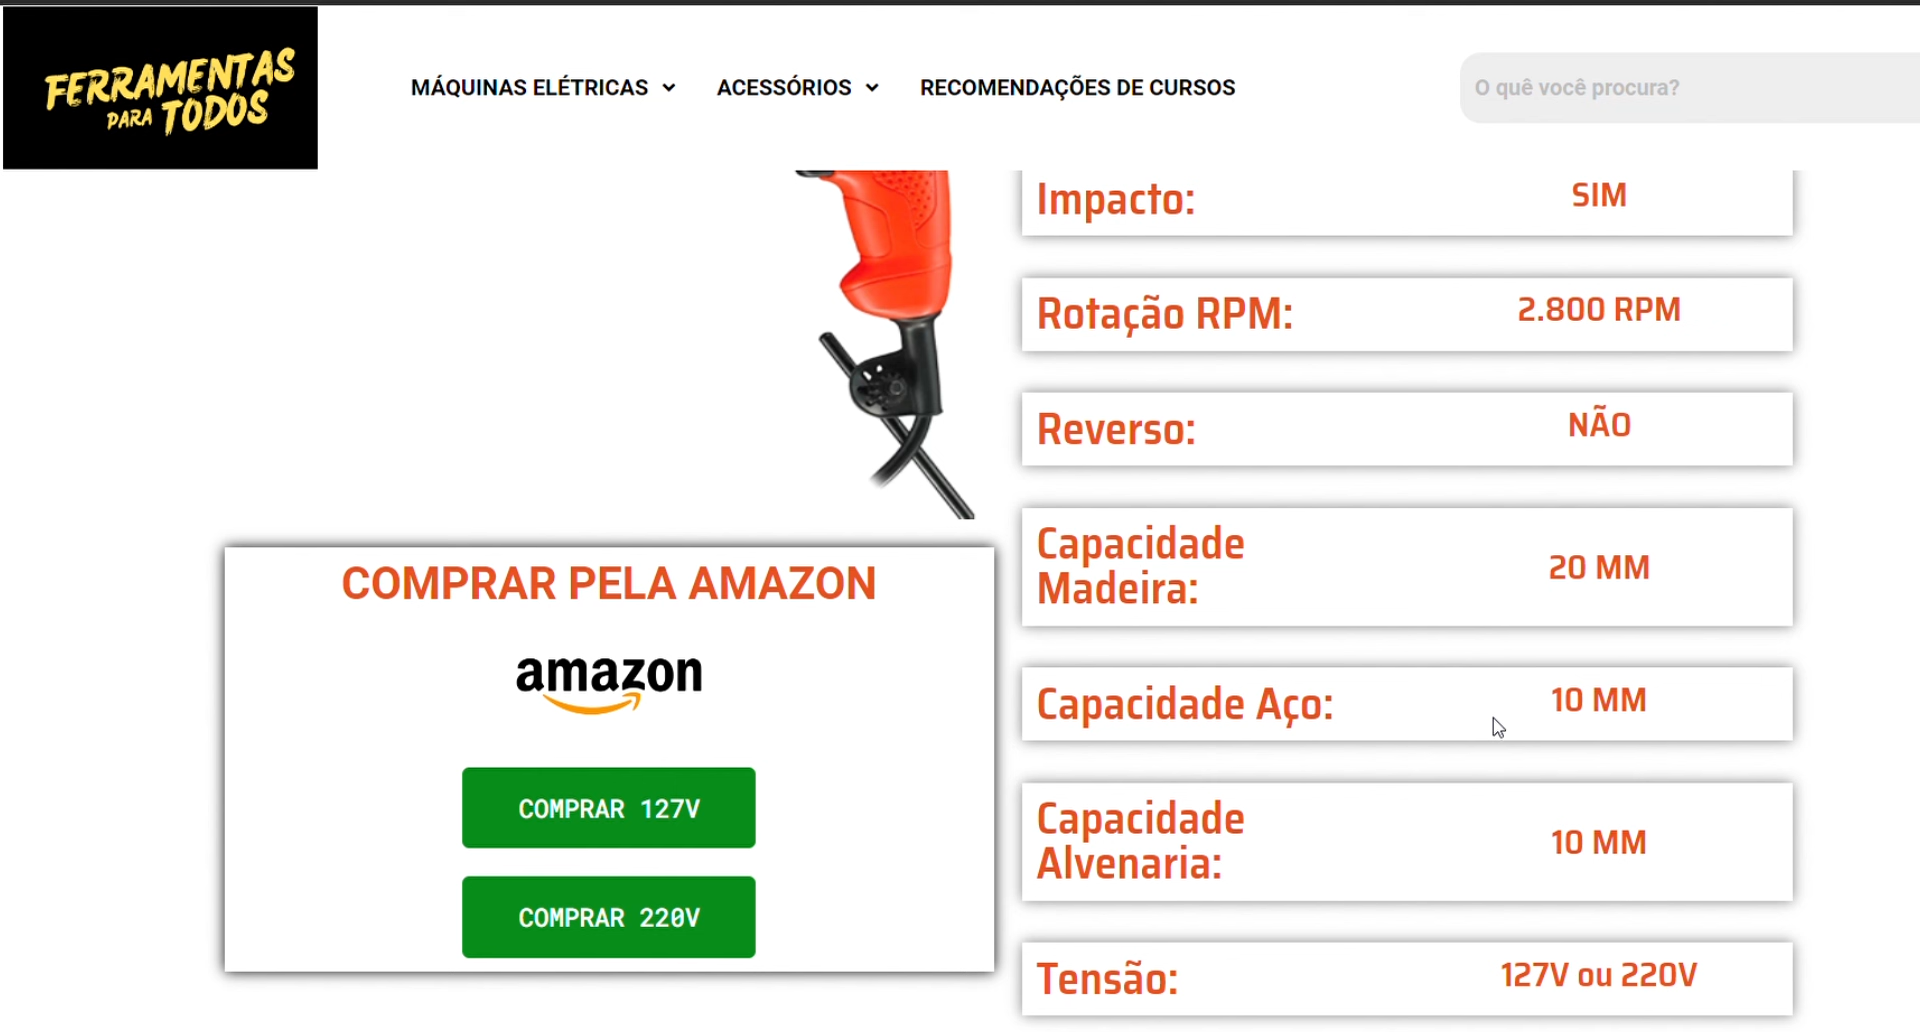 FERRAMENTAS
PARA TODOS
MÁQUINAS ELÉTRICAS
ACESSÓRIOS
RECOMENDAÇÕES DE CURSOS
O quê você procura?
Impacto: SIM
Rotação RPM: 2.800 RPM
Reverso: NÃO
Capacidade
Madeira:
20 MM
Capacidade Aço: 10 MM
Capacidade
Alvenaria:
10 MM
Tensão: 127V ou 220V
COMPRAR PELA AMAZON
amazon
COMPRAR 127V
COMPRAR 220V